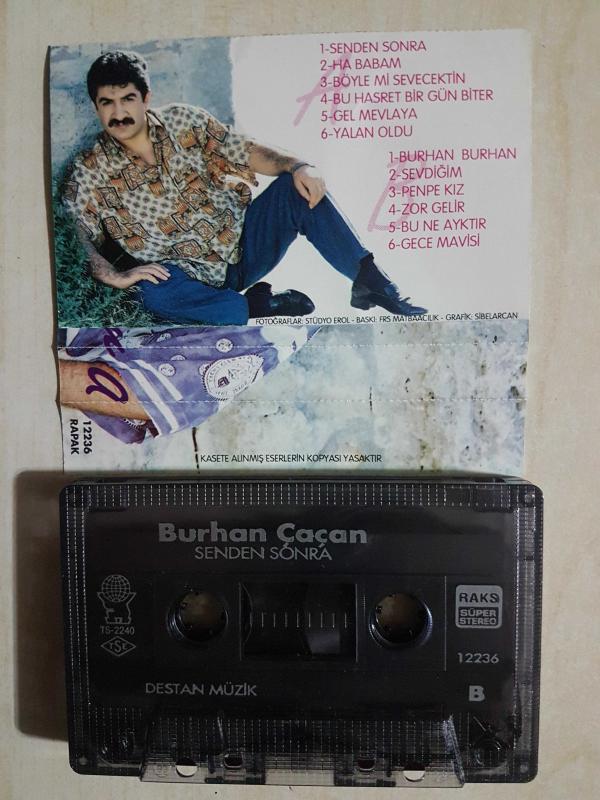 A
1-SENDEN SONRA
2-HA BABAM
3-BÖYLE Mİ SEVECEKTİN
4-BU HASRET BİR GÜN BİTER
5-GEL MEVLAYA
6-YALAN OLDU
B
1-BURHAN BURHAN
2-SEVDİĞİM
3-PENPE KIZ
4-ZOR GELİR
5-BU NE AYKTIR
6-GECE MAVİSİ
FOTOĞRAFLAR: STÜDYO EROL - BASKI: FRS MATBAACILIK - GRAFİK: SİBELARCAN
12236
RAPAK
KASETE ALINMIŞ ESERLERİN KOPYASI YASAKTIR
Burhan Çaçan
SENDEN SONRA
TS-2240
TSE
RAKS
SÜPER
STEREO
12236
DESTAN MÜZİK
B